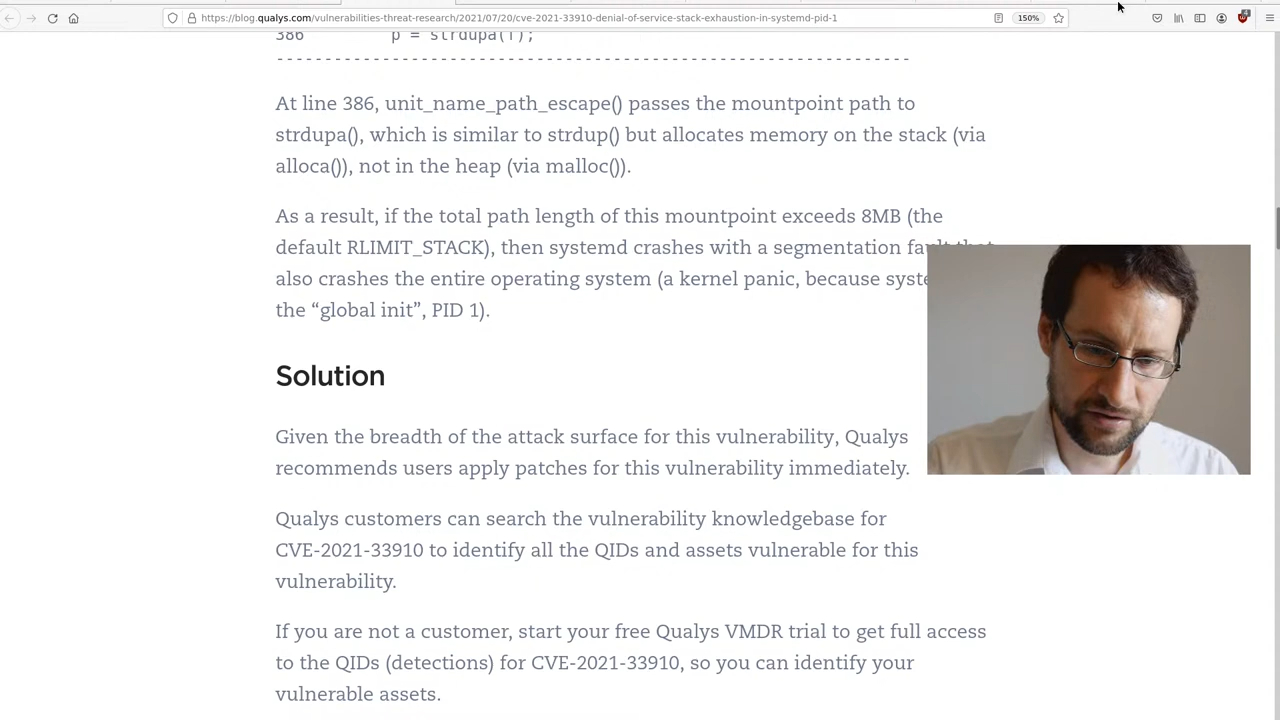 https://blog.qualys.com/vulnerabilities-threat-research/2021/07/20/cve-2021-33910-denial-of-service-stack-exhaustion-in-systemd-pid-1
150%
386 p = strdupa(f);
-----------------------------------------------------------------
At line 386, unit_name_path_escape() passes the mountpoint path to
strdupa(), which is similar to strdup() but allocates memory on the stack (via
alloca()), not in the heap (via malloc()).
As a result, if the total path length of this mountpoint exceeds 8MB (the
default RLIMIT_STACK), then systemd crashes with a segmentation fault that
also crashes the entire operating system (a kernel panic, because syste
the “global init”, PID 1).
Solution
Given the breadth of the attack surface for this vulnerability, Qualys
recommends users apply patches for this vulnerability immediately.
Qualys customers can search the vulnerability knowledgebase for
CVE-2021-33910 to identify all the QIDs and assets vulnerable for this
vulnerability.
If you are not a customer, start your free Qualys VMDR trial to get full access
to the QIDs (detections) for CVE-2021-33910, so you can identify your
vulnerable assets.